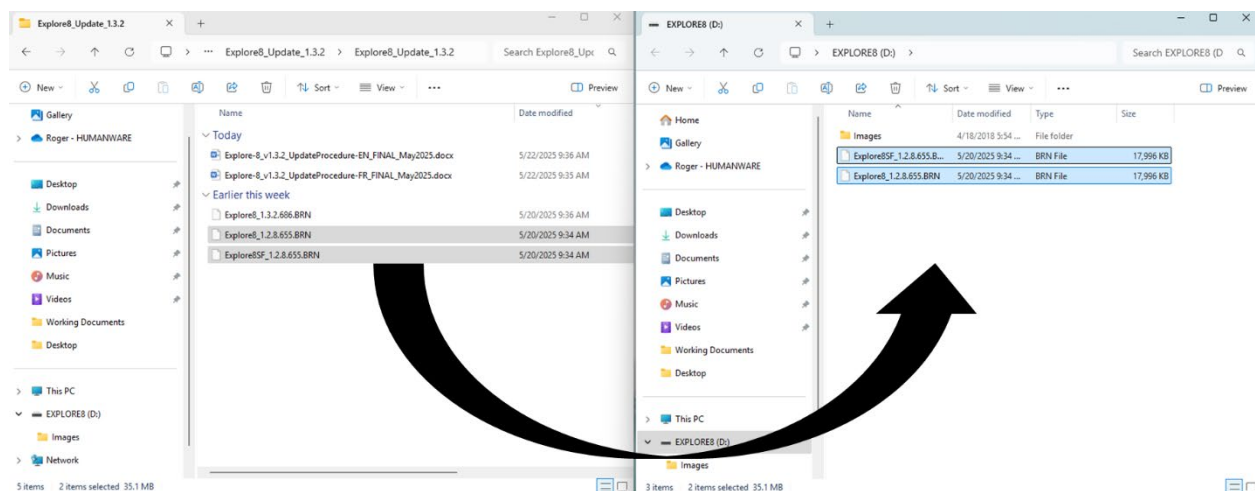 Explore8_Update_1.3.2
Explore8_Update_1.3.2 > Explore8_Update_1.3.2
Search Explore8_Upc
New
Sort
View
Preview
Gallery
Roger - HUMANWARE
Desktop
Downloads
Documents
Pictures
Music
Videos
Working Documents
Desktop
This PC
EXPLORE8 (D:)
Images
Network
Name Date modified
Today
Explore-8_v1.3.2_UpdateProcedure-EN_FINAL_May2025.docx 5/22/2025 9:36 AM
Explore-8_v1.3.2_UpdateProcedure-FR_FINAL_May2025.docx 5/22/2025 9:35 AM
Earlier this week
Explore8_1.3.2.686.BRN 5/20/2025 9:36 AM
Explore8_1.2.8.655.BRN 5/20/2025 9:34 AM
Explore8SF_1.2.8.655.BRN 5/20/2025 9:34 AM
5 items 2 items selected 35.1 MB
EXPLORE8 (D:)
EXPLORE8 (D:) >
Search EXPLORE8 (D
New
Sort
View
Preview
Home
Gallery
Roger - HUMANWARE
Desktop
Downloads
Documents
Pictures
Music
Videos
Working Documents
Desktop
This PC
EXPLORE8 (D:)
Images
Name Date modified Type Size
Images 4/18/2018 5:54 ... File folder
Explore8SF_1.2.8.655.B... 5/20/2025 9:34 ... BRN File 17,996 KB
Explore8_1.2.8.655.BRN 5/20/2025 9:34 ... BRN File 17,996 KB
3 items 2 items selected 35.1 MB